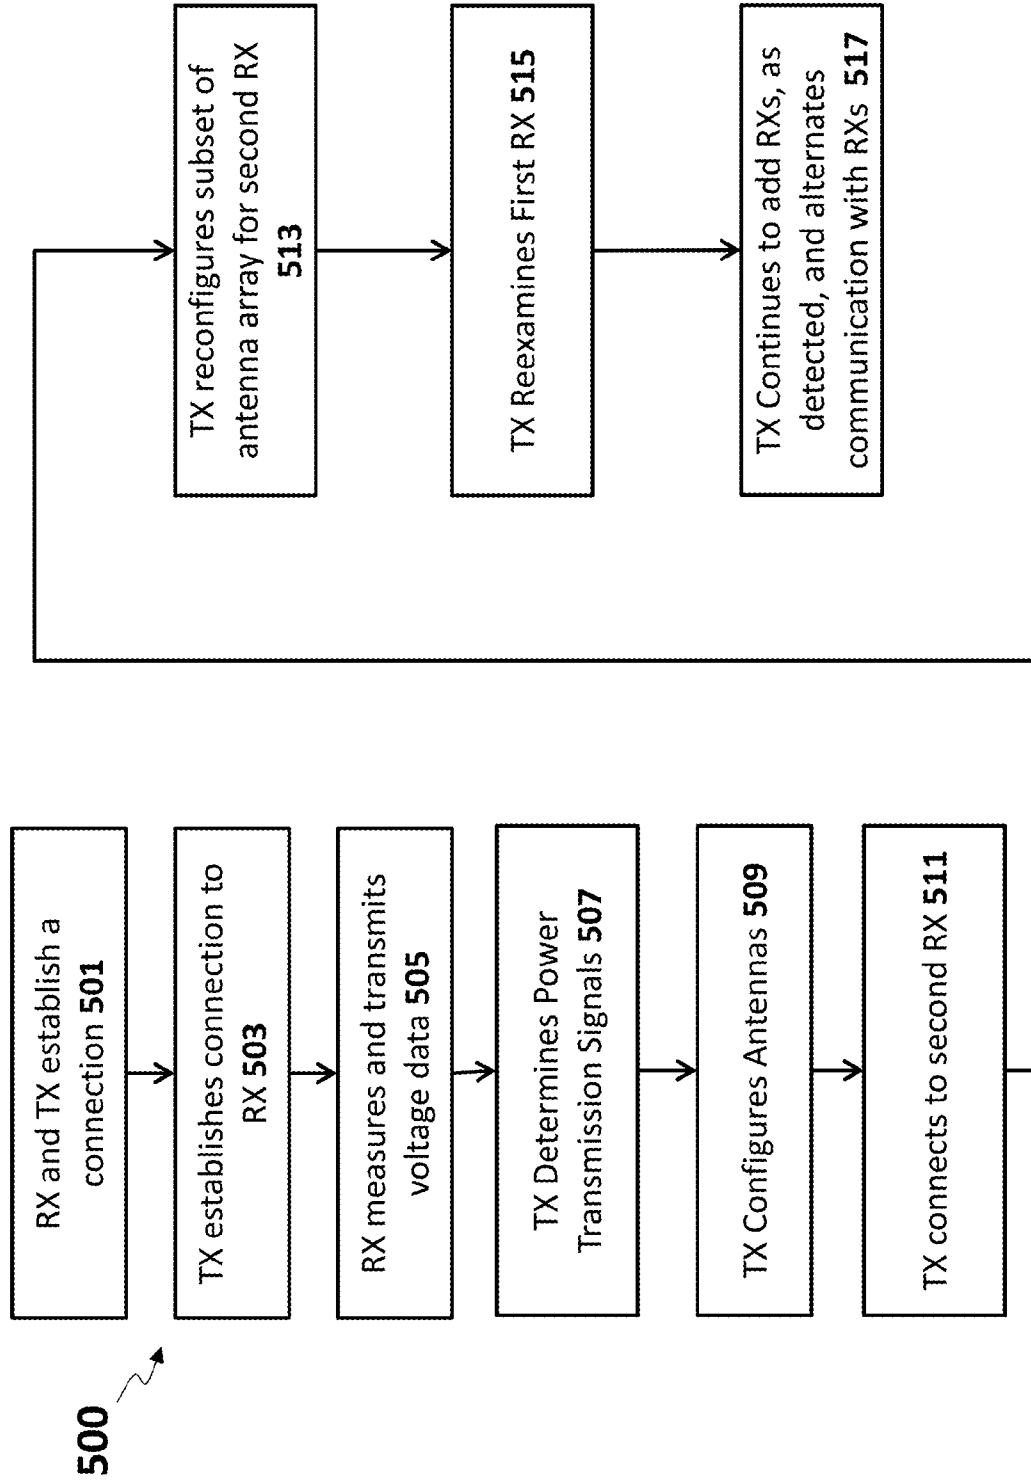 500
RX and TX establish a
connection 501
TX establishes connection to
RX 503
RX measures and transmits
voltage data 505
TX Determines Power
Transmission Signals 507
TX Configures Antennas 509
TX connects to second RX 511
TX reconfigures subset of
antenna array for second RX
513
TX Reexamines First RX 515
TX Continues to add RXs, as
detected, and alternates
communication with RXs 517